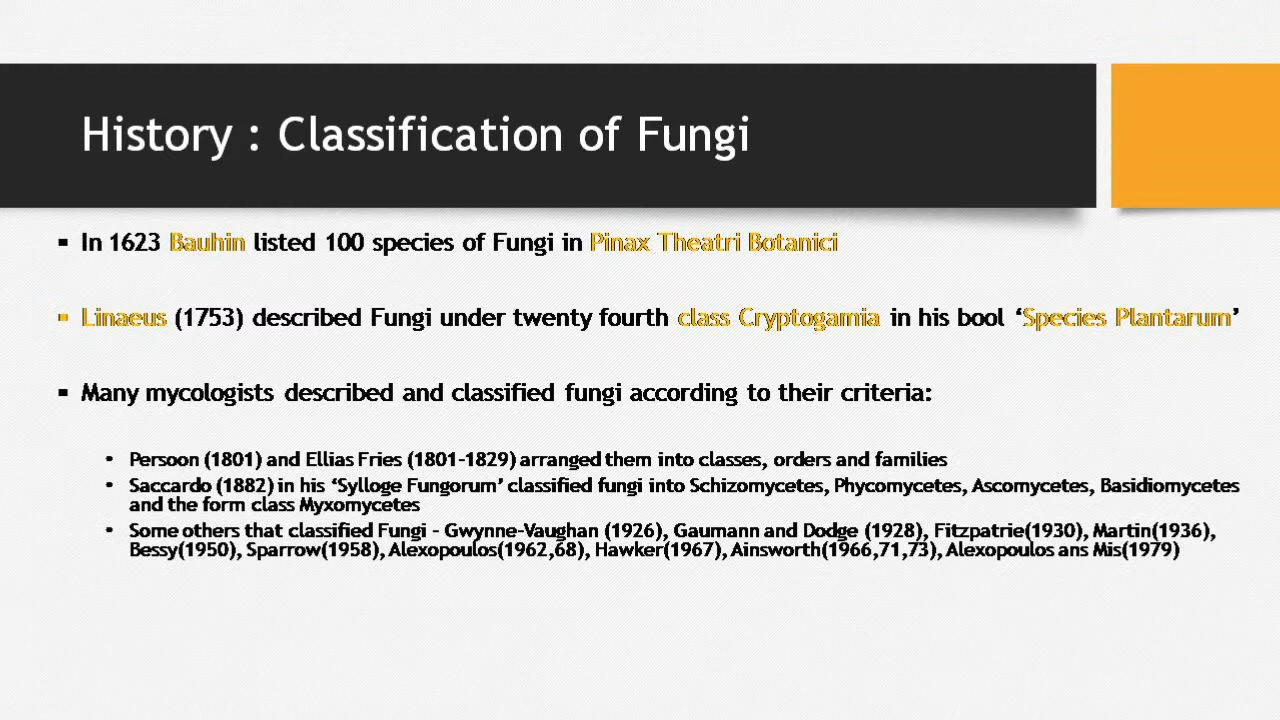 History : Classification of Fungi
▪ In 1623 Bauhin listed 100 species of Fungi in Pinax Theatri Botanici
▪ Linaeus (1753) described Fungi under twenty fourth class Cryptogamia in his bool ‘Species Plantarum’
▪ Many mycologists described and classified fungi according to their criteria:
• Persoon (1801) and Ellias Fries (1801-1829) arranged them into classes, orders and families
• Saccardo (1882) in his ‘Sylloge Fungorum’ classified fungi into Schizomycetes, Phycomycetes, Ascomycetes, Basidiomycetes
and the form class Myxomycetes
• Some others that classified Fungi - Gwynne-Vaughan (1926), Gaumann and Dodge (1928), Fitzpatrie(1930), Martin(1936),
Bessy(1950), Sparrow(1958), Alexopoulos(1962,68), Hawker(1967), Ainsworth(1966,71,73), Alexopoulos ans Mis(1979)